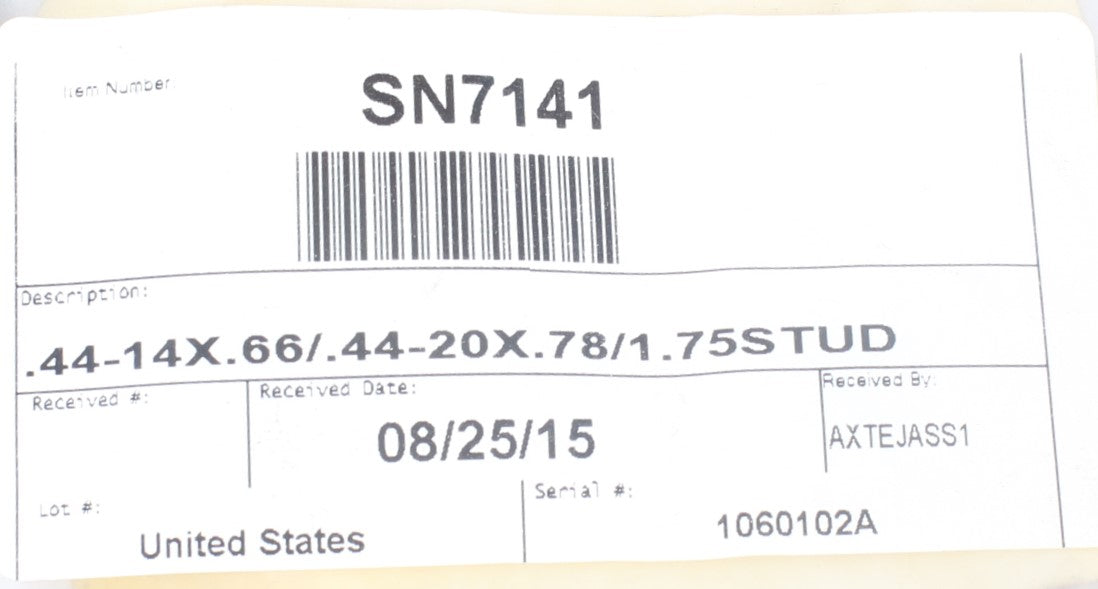 Item Number:
SN7141
Description:
.44-14X.66/.44-20X.78/1.75STUD
Received #:
Received Date:
08/25/15
Received By:
AXTEJASS1
Lot #:
United States
Serial #:
1060102A